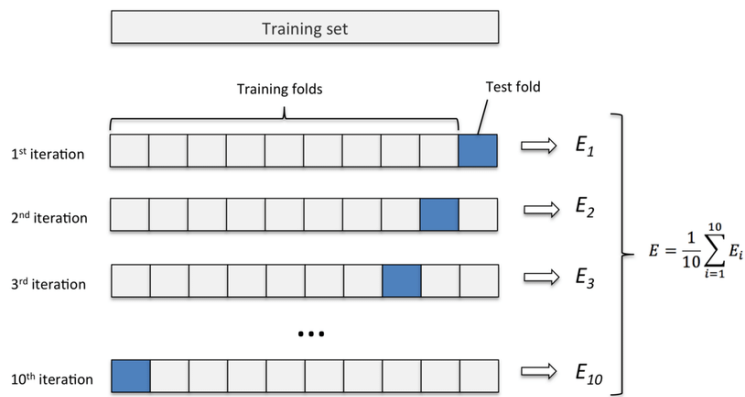 Training set
Training folds
Test fold
1st iteration
E1
2nd iteration
E2
3rd iteration
E3
E = 1/10 ∑ i=1 10 Ei
...
10th iteration
E10